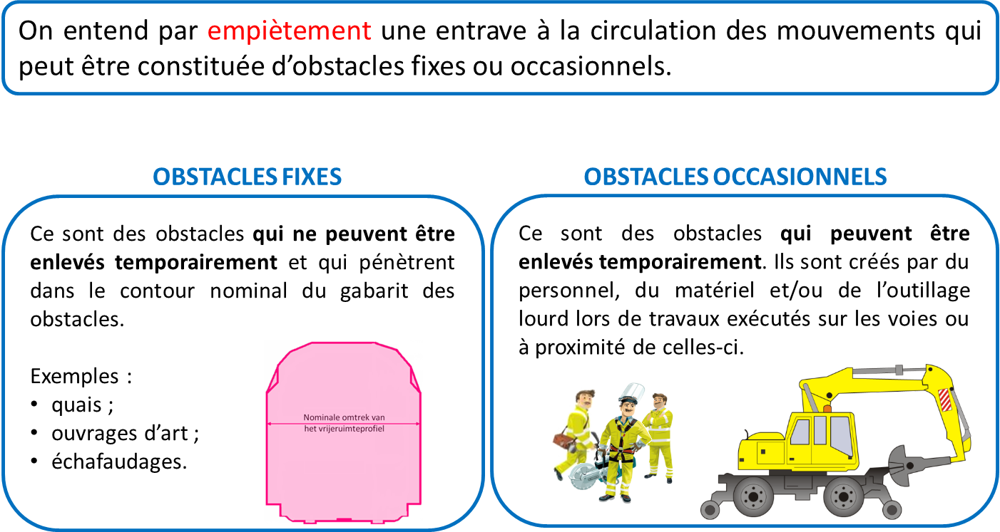 On entend par empiètement une entrave à la circulation des mouvements qui
peut être constituée d’obstacles fixes ou occasionnels.
OBSTACLES FIXES
Ce sont des obstacles qui ne peuvent être
enlevés temporairement et qui pénètrent
dans le contour nominal du gabarit des
obstacles.
Exemples :
• quais ;
• ouvrages d’art ;
• échafaudages.
Nominale omtrek van
het vrijeruimteprofiel
OBSTACLES OCCASIONNELS
Ce sont des obstacles qui peuvent être
enlevés temporairement. Ils sont créés par du
personnel, du matériel et/ou de l’outillage
lourd lors de travaux exécutés sur les voies ou
à proximité de celles-ci.